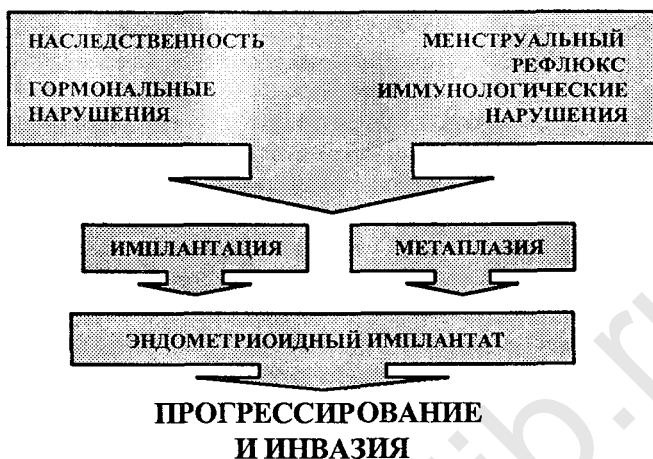 НАСЛЕДСТВЕННОСТЬ
ГОРМОНАЛЬНЫЕ
НАРУШЕНИЯ
МЕНСТРУАЛЬНЫЙ
РЕФЛЮКС
ИММУНОЛОГИЧЕСКИЕ
НАРУШЕНИЯ
ИМПЛАНТАЦИЯ
МЕТАПЛАЗИЯ
ЭНДОМЕТРИОИДНЫЙ ИМПЛАНТАТ
ПРОГРЕССИРОВАНИЕ
И ИНВАЗИЯ